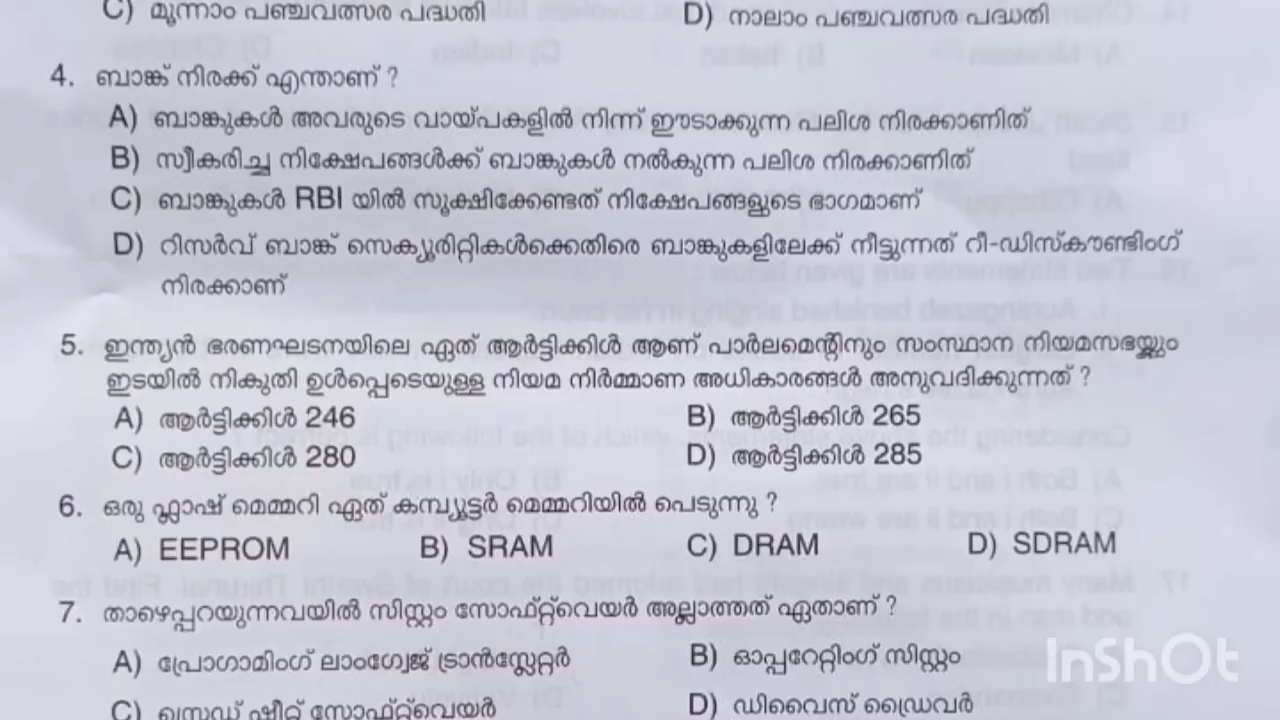 C) മൂന്നാം പഞ്ചവത്സര പദ്ധതി D) നാലാം പഞ്ചവത്സര പദ്ധതി
4. ബാങ്ക് നിരക്ക് എന്താണ് ?
A) ബാങ്കുകൾ അവരുടെ വായ്പകളിൽ നിന്ന് ഈടാക്കുന്ന പലിശ നിരക്കാണിത്
B) സ്വീകരിച്ച നിക്ഷേപങ്ങൾക്ക് ബാങ്കുകൾ നൽകുന്ന പലിശ നിരക്കാണിത്
C) ബാങ്കുകൾ RBI യിൽ സൂക്ഷിക്കേണ്ടത് നിക്ഷേപങ്ങളുടെ ഭാഗമാണ്
D) റിസർവ് ബാങ്ക് സെക്യൂരിറ്റികൾക്കെതിരെ ബാങ്കുകളിലേക്ക് നീട്ടുന്നത് റീ-ഡിസ്കൗണ്ടിംഗ്
നിരക്കാണ്
5. ഇന്ത്യൻ ഭരണഘടനയിലെ ഏത് ആർട്ടിക്കിൾ ആണ് പാർലമെന്റിനും സംസ്ഥാന നിയമസഭയ്ക്കും
ഇടയിൽ നികുതി ഉൾപ്പെടെയുള്ള നിയമ നിർമ്മാണ അധികാരങ്ങൾ അനുവദിക്കുന്നത് ?
A) ആർട്ടിക്കിൾ 246 B) ആർട്ടിക്കിൾ 265
C) ആർട്ടിക്കിൾ 280 D) ആർട്ടിക്കിൾ 285
6. ഒരു ഫ്ലാഷ് മെമ്മറി ഏത് കമ്പ്യൂട്ടർ മെമ്മറിയിൽ പെടുന്നു ?
A) EEPROM B) SRAM C) DRAM D) SDRAM
7. താഴെപ്പറയുന്നവയിൽ സിസ്റ്റം സോഫ്റ്റ്‌വെയർ അല്ലാത്തത് ഏതാണ് ?
A) പ്രോഗാമിംഗ് ലാംഗ്വേജ് ട്രാൻസ്ലേറ്റർ B) ഓപ്പറേറ്റിംഗ് സിസ്റ്റം
C) സ്പ്രെഡ് ഷീറ്റ് സോഫ്റ്റ്‌വെയർ D) ഡിവൈസ് ഡ്രൈവർ
InShOt